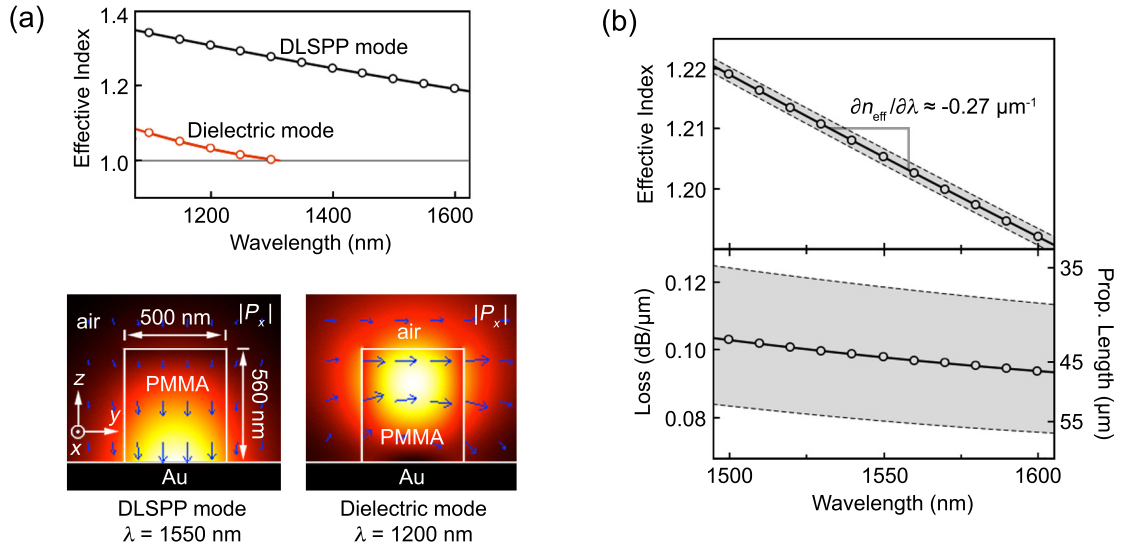 (a)
1.4
1.2
1.0
Effective Index
DLSPP mode
Dielectric mode
1200
1400
1600
Wavelength (nm)
air
500 nm
|Px|
PMMA
560 nm
z
y
x
Au
DLSPP mode
λ = 1550 nm
|Px|
air
PMMA
Au
Dielectric mode
λ = 1200 nm
(b)
1.22
1.21
1.20
Effective Index
∂neff/∂λ ≈ -0.27 µm-1
0.12
0.10
0.08
Loss (dB/µm)
35
45
55
Prop. Length (µm)
1500
1550
1600
Wavelength (nm)